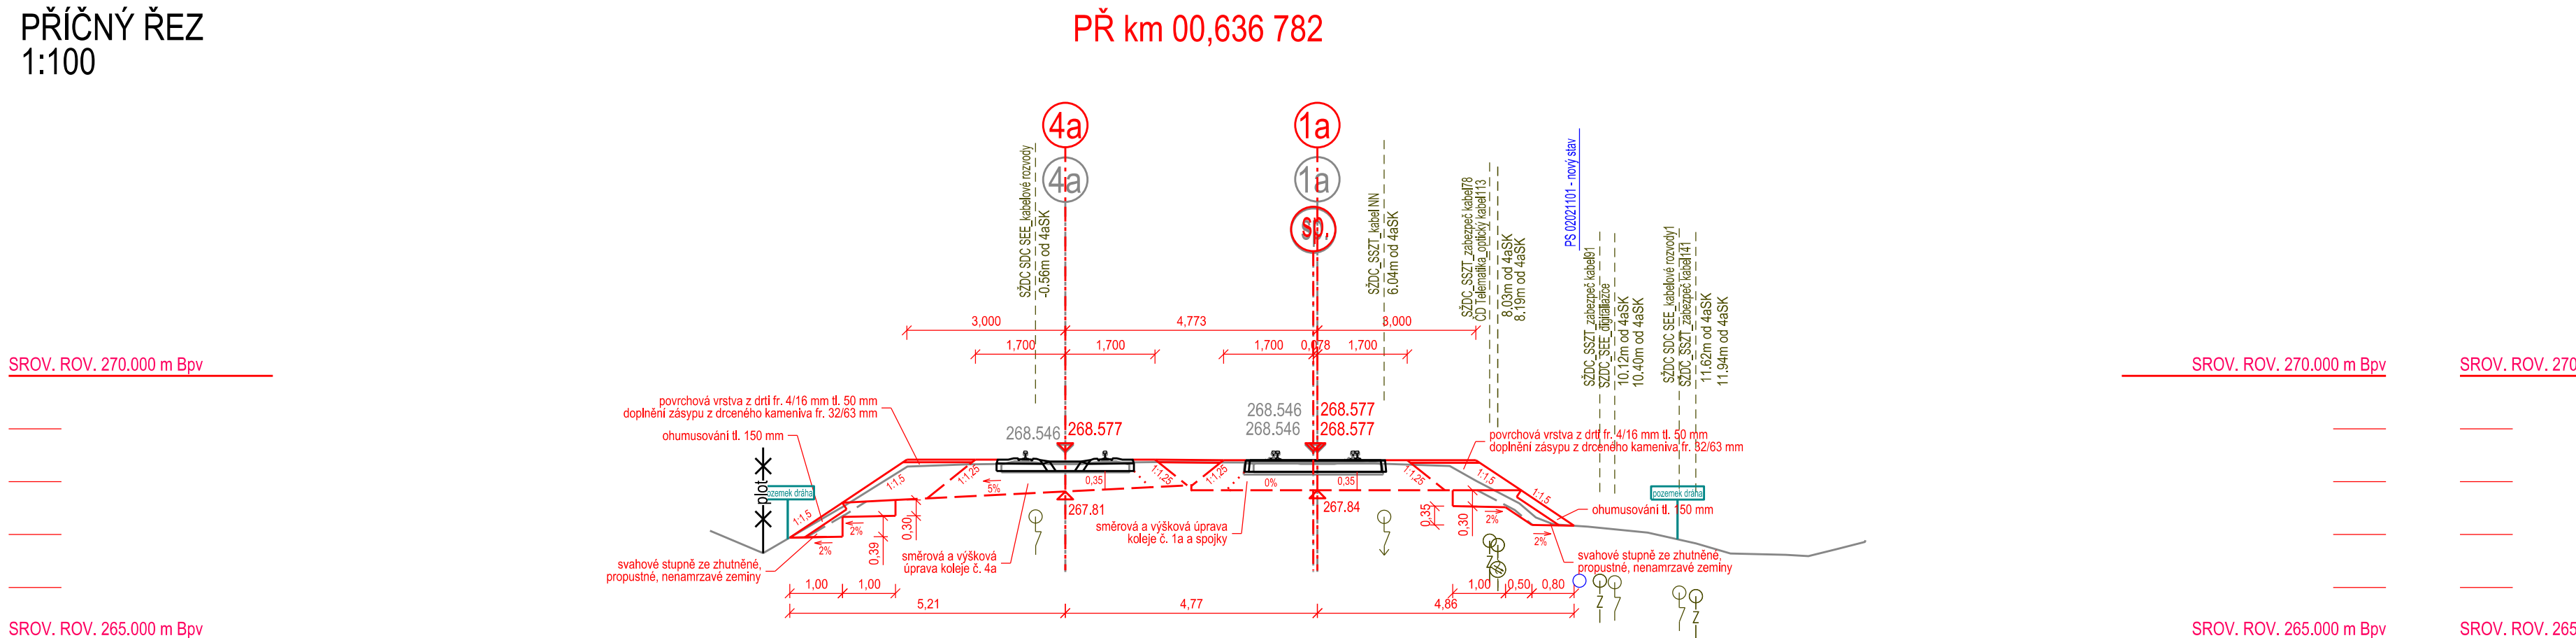 PŘÍČNÝ ŘEZ
1:100
PŘ km 00,636 782
4a
1a
4a
1a
sp,
SŽDC SDC SEE_kabelové rozvody
-0.56m od 4aSK
SŽDC_SSZT_kabel NN
6.04m od 4aSK
SŽDC_SSZT_zabezpeč kabel78
ČD Telematika_optický kabel113
8.03m od 4aSK
8.19m od 4aSK
PS 02021101 - nový stav
SŽDC_SSZT_zabezpeč kabel91
10.12m od 4aSK
10.40m od 4aSK
SŽDC SDC SEE_kabelové rozvody1
SŽDC_SSZT_zabezpeč kabel141
11.62m od 4aSK
11.94m od 4aSK
3,000
4,773
3,000
1,700
1,700
1,700
0,078
1,700
SROV. ROV. 270.000 m Bpv
SROV. ROV. 270.000 m Bpv
SROV. ROV. 270
povrchová vrstva z drti fr. 4/16 mm tl. 50 mm
doplnění zásypu z drceného kameniva fr. 32/63 mm
ohumusování tl. 150 mm
268.546
268.577
268.546
268.577
268.546
268.577
povrchová vrstva z drti fr. 4/16 mm tl. 50 mm
doplnění zásypu z drceného kameniva fr. 32/63 mm
plot
pozemek dráha
1:1,5
1:1,5
1:1,25
5%
0,35
1:1,25
1:1,25
0%
0,35
1:1,25
1:1,5
1:1,5
pozemek dráha
ohumusování tl. 150 mm
267.81
267.84
2%
2%
0,39
0,30
0,35
0,30
2%
2%
směrová a výšková úprava
koleje č. 1a a spojky
směrová a výšková
úprava koleje č. 4a
svahové stupně ze zhutněné,
propustné, nenamrzavé zeminy
svahové stupně ze zhutněné,
propustné, nenamrzavé zeminy
Z
Z
Z
1,00
1,00
1,00
0,50
0,80
5,21
4,77
4,86
SROV. ROV. 265.000 m Bpv
SROV. ROV. 265.000 m Bpv
SROV. ROV. 265